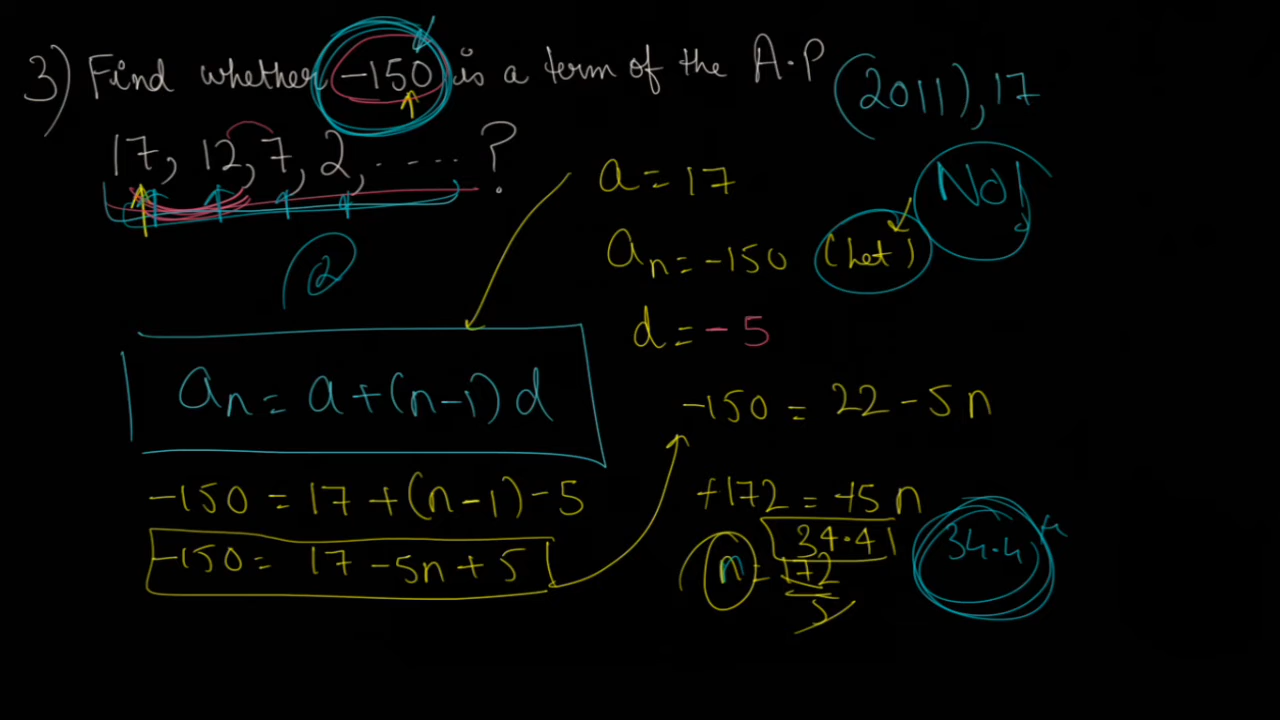 3) Find whether -150 is a term of the A.P
17, 12, 7, 2, ..... ?
(2011), 17
a = 17
an = -150 (Let)
No!
d = -5
2
an = a + (n-1) d
-150 = 17 + (n-1) -5
-150 = 17 - 5n + 5
-150 = 22 - 5n
+172 = +5n
34.4
n = 172/5
34.4